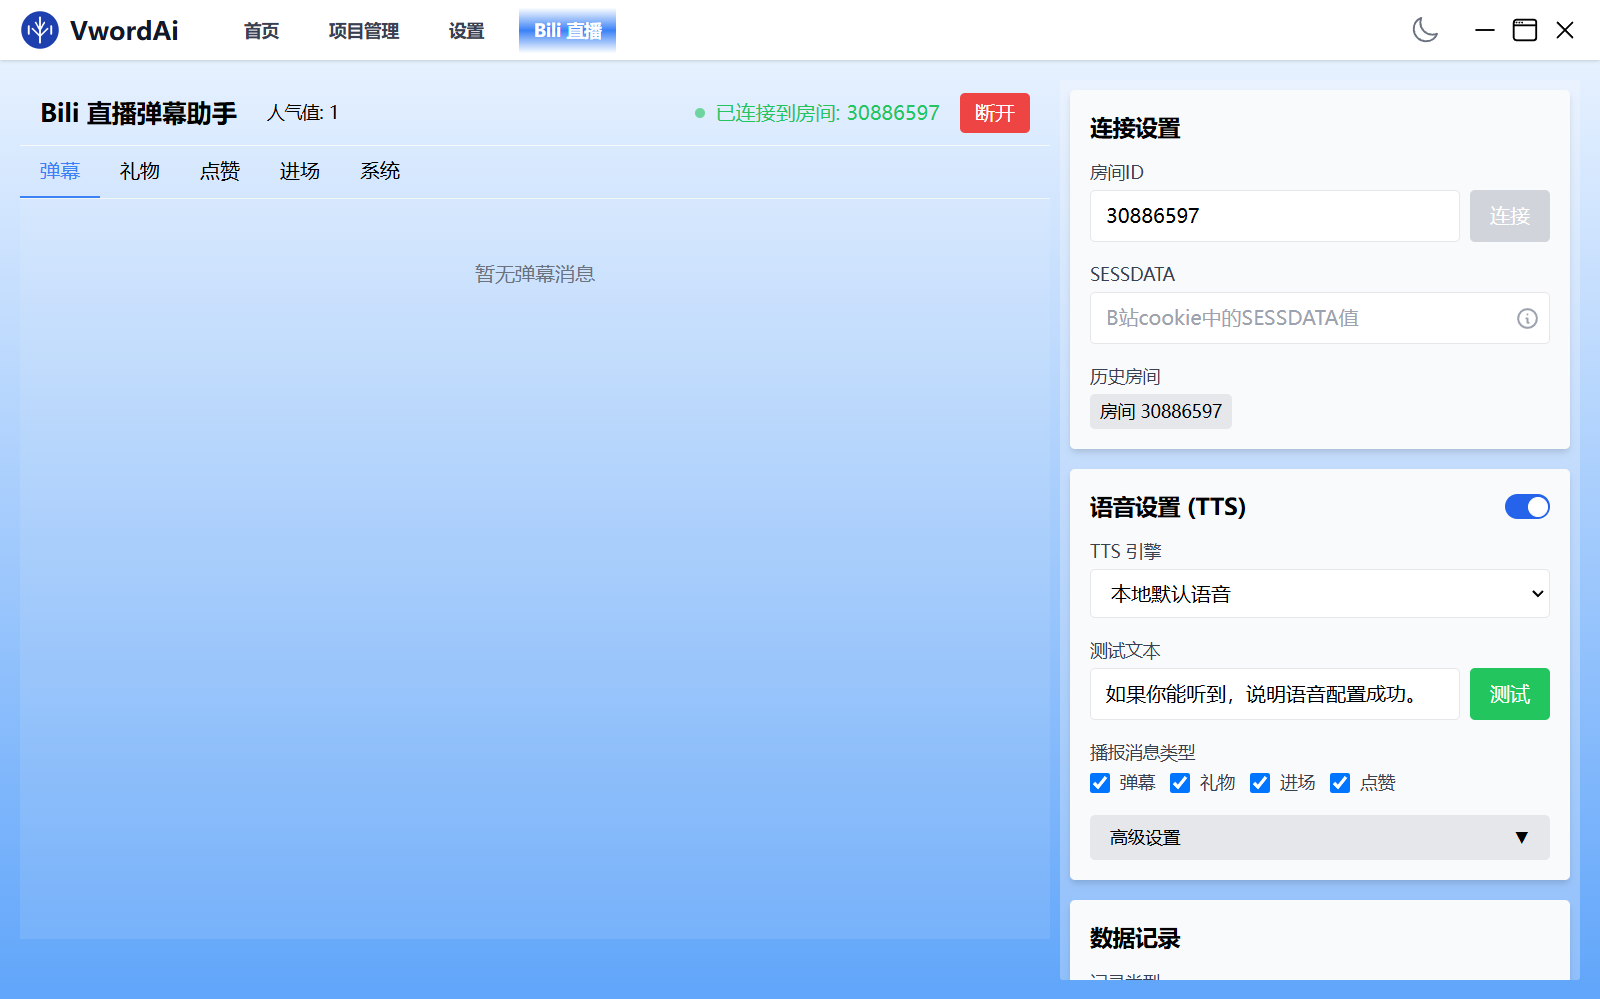 VwordAi
首页
项目管理
设置
Bili 直播
Bili 直播弹幕助手
人气值: 1
已连接到房间: 30886597
断开
弹幕
礼物
点赞
进场
系统
暂无弹幕消息
连接设置
房间ID
30886597
连接
SESSDATA
B站cookie中的SESSDATA值
历史房间
房间 30886597
语音设置 (TTS)
TTS 引擎
本地默认语音
测试文本
如果你能听到，说明语音配置成功。
测试
播报消息类型
弹幕
礼物
进场
点赞
高级设置
数据记录
记录类型